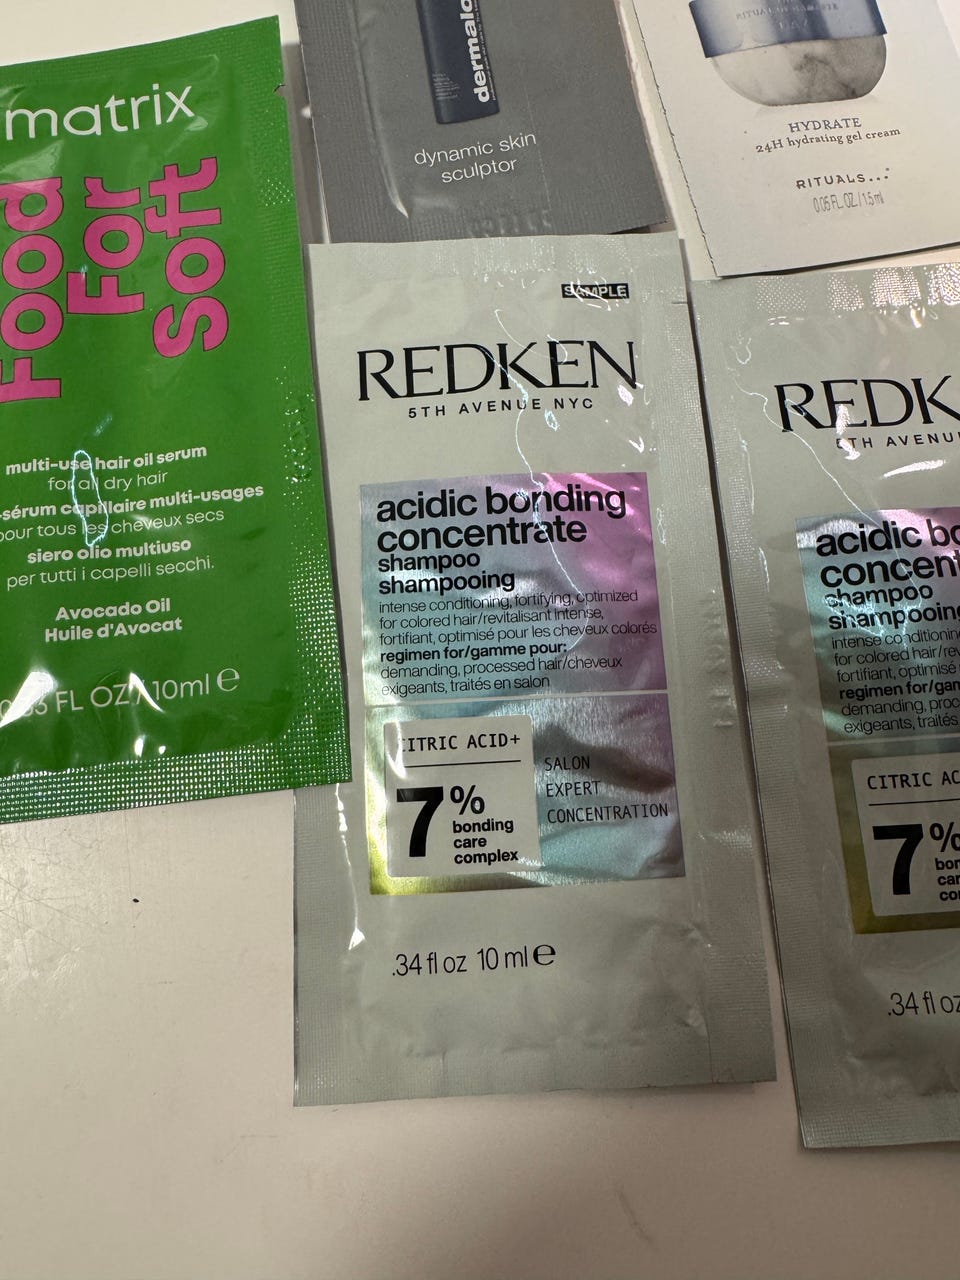 matrix
Food
For
Soft
multi-use hair oil serum
for all dry hair
-sérum capillaire multi-usages
pour tous les cheveux secs
siero olio multiuso
per tutti i capelli secchi.
Avocado Oil
Huile d'Avocat
FL OZ / 10ml e
dermalo
dynamic skin
sculptor
HYDRATE
24H hydrating gel cream
RITUALS...
0.05 FL. OZ. / 1.5 ml
SAMPLE
REDKEN
5TH AVENUE NYC
acidic bonding
concentrate
shampoo
shampooing
intense conditioning, fortifying, optimized
for colored hair/revitalisant intense,
fortifiant, optimisé pour les cheveux colorés
regimen for/gamme pour:
demanding, processed hair/cheveux
exigeants, traités en salon
CITRIC ACID+
7%
bonding
care
complex
SALON
EXPERT
CONCENTRATION
.34 fl oz 10 ml e
REDK
5TH AVENU
acidic bo
concent
shampoo
shampooing
intense conditioning
for colored hair/rev
fortifiant, optimisé
regimen for/gam
demanding, proc
exigeants, traités
CITRIC AC
7%
bon
car
co
.34 fl oz